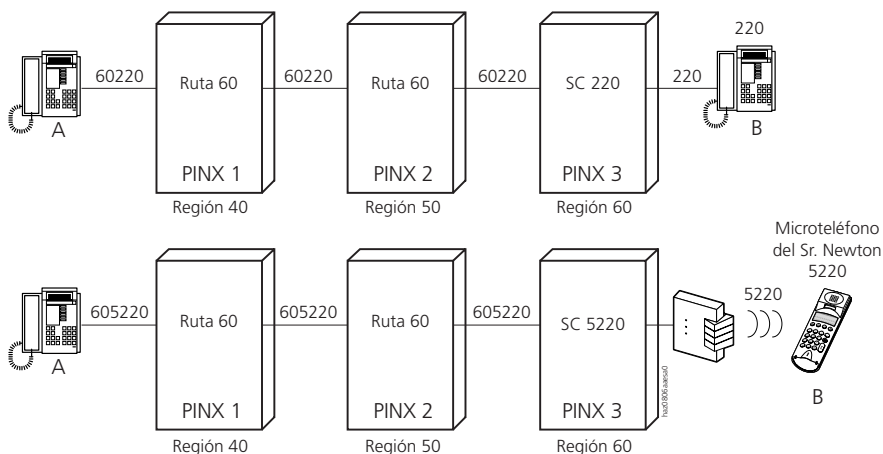 220
60220
60220
60220
220
Ruta 60
Ruta 60
SC 220
A
B
PINX 1
PINX 2
PINX 3
Región 40
Región 50
Región 60
Microteléfono
del Sr. Newton
5220
605220
605220
605220
5220
Ruta 60
Ruta 60
SC 5220
A
B
PINX 1
PINX 2
PINX 3
haz0806aaesa0
Región 40
Región 50
Región 60